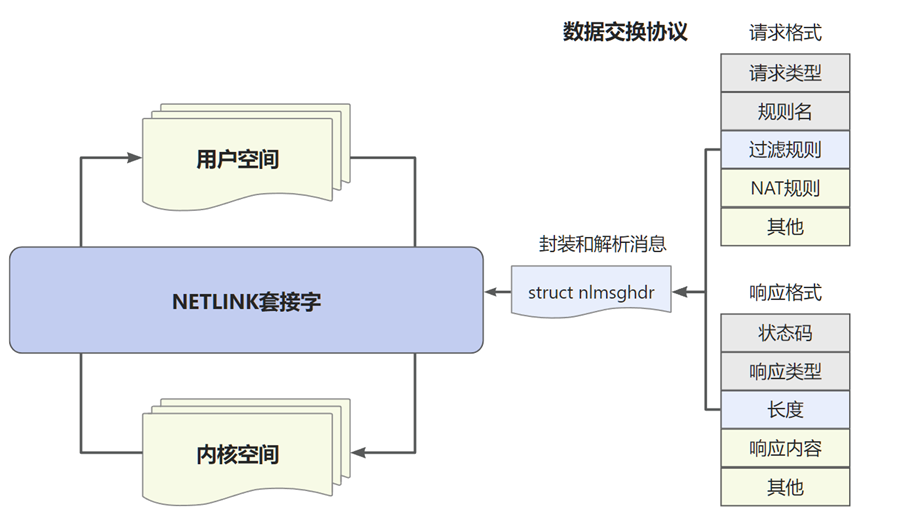 数据交换协议
请求格式
请求类型
规则名
过滤规则
NAT规则
其他
用户空间
NETLINK套接字
内核空间
封装和解析消息
struct nlmsghdr
响应格式
状态码
响应类型
长度
响应内容
其他